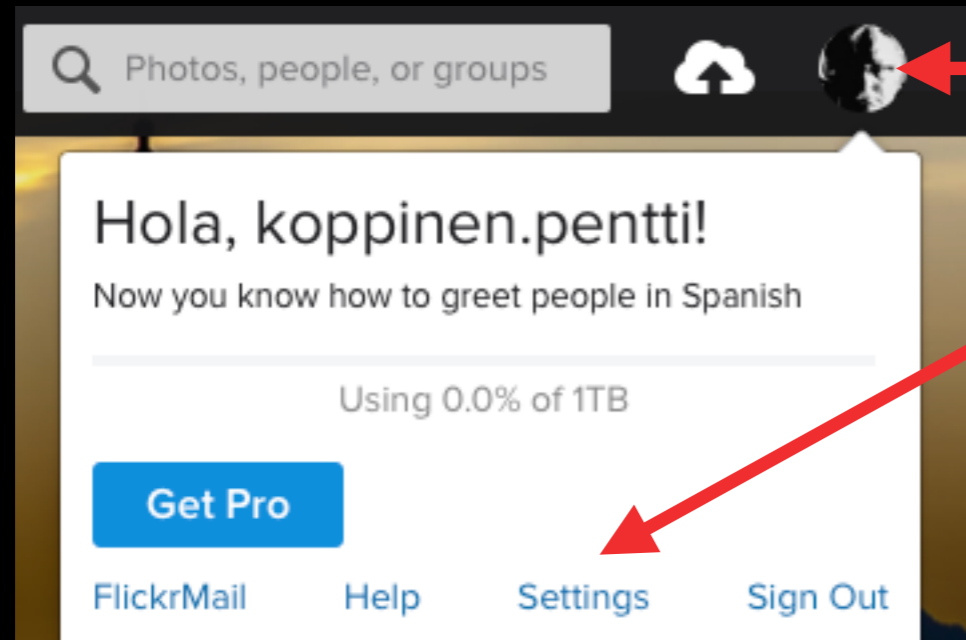 Photos, people, or groups
Hola, koppinen.pentti!
Now you know how to greet people in Spanish
Using 0.0% of 1TB
Get Pro
FlickrMail Help Settings Sign Out